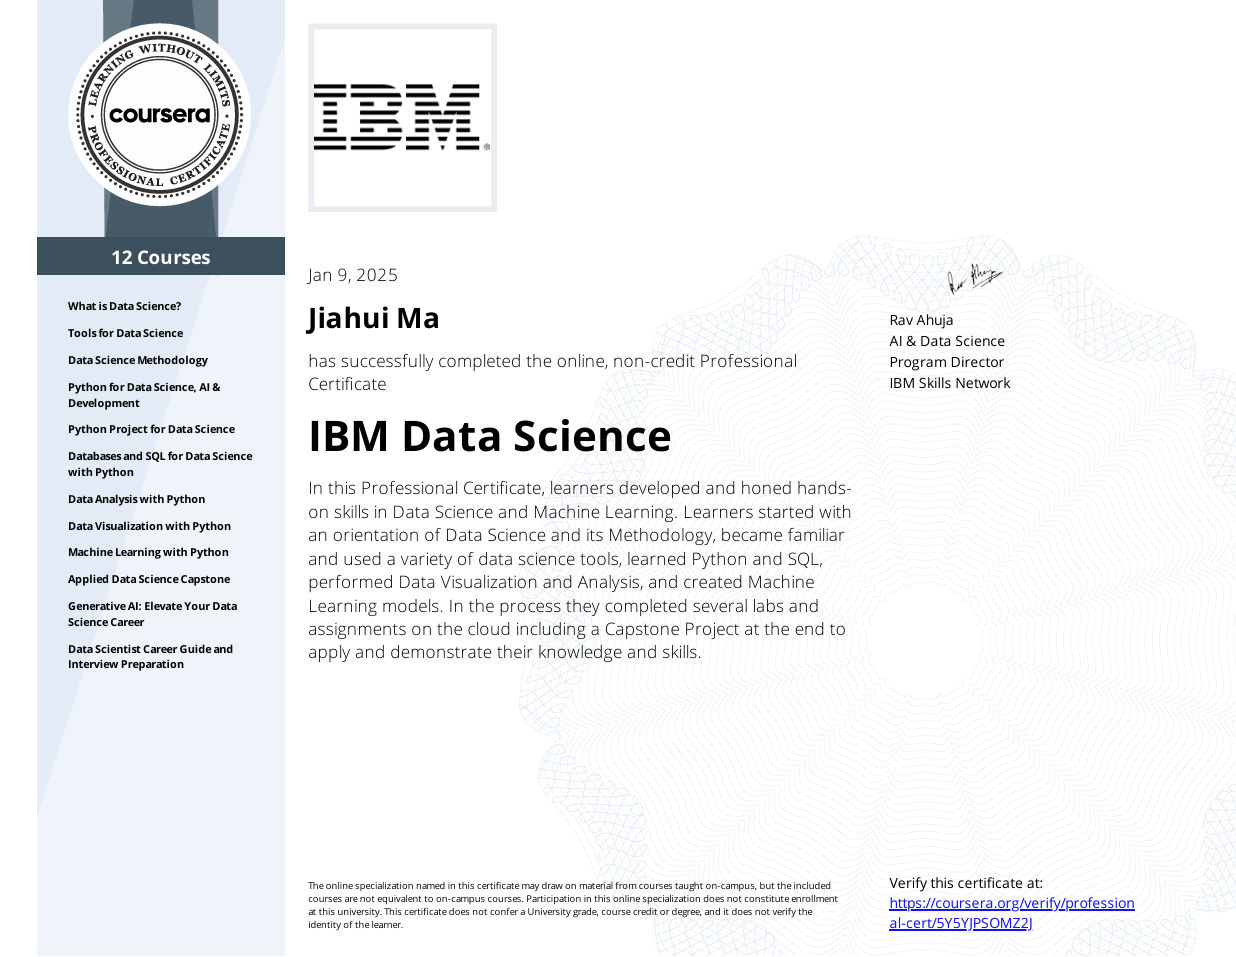 LEARNING WITHOUT LIMITS
coursera
PROFESSIONAL CERTIFICATE
12 Courses
What is Data Science?
Tools for Data Science
Data Science Methodology
Python for Data Science, AI &
Development
Python Project for Data Science
Databases and SQL for Data Science
with Python
Data Analysis with Python
Data Visualization with Python
Machine Learning with Python
Applied Data Science Capstone
Generative AI: Elevate Your Data
Science Career
Data Scientist Career Guide and
Interview Preparation
IBM®
Jan 9, 2025
Jiahui Ma
has successfully completed the online, non-credit Professional
Certificate
IBM Data Science
In this Professional Certificate, learners developed and honed hands-
on skills in Data Science and Machine Learning. Learners started with
an orientation of Data Science and its Methodology, became familiar
and used a variety of data science tools, learned Python and SQL,
performed Data Visualization and Analysis, and created Machine
Learning models. In the process they completed several labs and
assignments on the cloud including a Capstone Project at the end to
apply and demonstrate their knowledge and skills.
The online specialization named in this certificate may draw on material from courses taught on-campus, but the included
courses are not equivalent to on-campus courses. Participation in this online specialization does not constitute enrollment
at this university. This certificate does not confer a University grade, course credit or degree, and it does not verify the
identity of the learner.
Rav Ahuja
Rav Ahuja
AI & Data Science
Program Director
IBM Skills Network
Verify this certificate at:
https://coursera.org/verify/profession
al-cert/5Y5YJPSOMZ2J